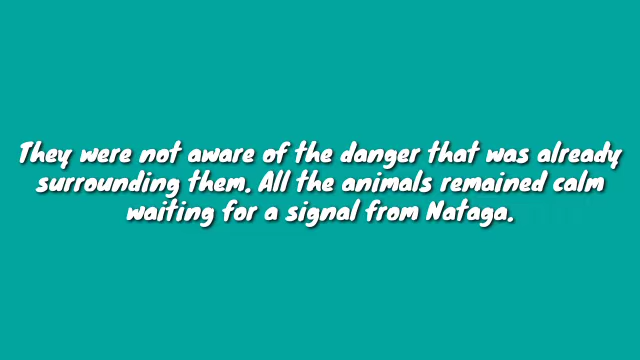 They were not aware of the danger that was already
surrounding them. All the animals remained calm
waiting for a signal from Nataga.